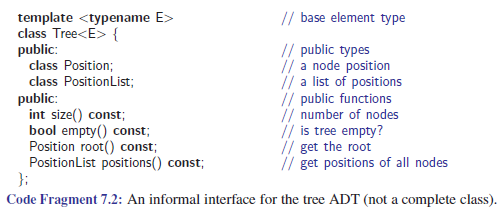 template <typename E> // base element type
class Tree<E> {
public: // public types
class Position; // a node position
class PositionList; // a list of positions
public: // public functions
int size() const; // number of nodes
bool empty() const; // is tree empty?
Position root() const; // get the root
PositionList positions() const; // get positions of all nodes
};
Code Fragment 7.2: An informal interface for the tree ADT (not a complete class).